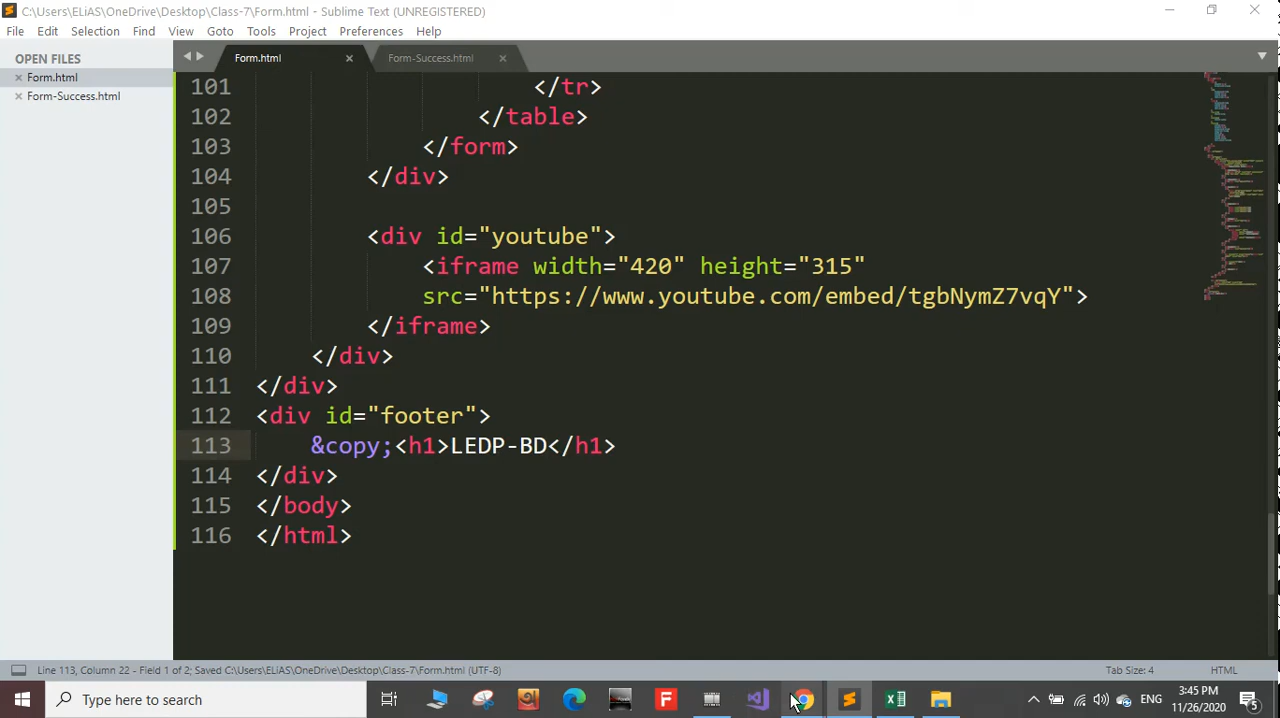 C:\Users\ELiAS\OneDrive\Desktop\Class-7\Form.html - Sublime Text (UNREGISTERED)
File Edit Selection Find View Goto Tools Project Preferences Help
OPEN FILES
Form.html
Form-Success.html
Form.html
Form-Success.html
101 </tr>
102 </table>
103 </form>
104 </div>
105
106 <div id="youtube">
107 <iframe width="420" height="315"
108 src="https://www.youtube.com/embed/tgbNymZ7vqY">
109 </iframe>
110 </div>
111 </div>
112 <div id="footer">
113 &copy;<h1>LEDP-BD</h1>
114 </div>
115 </body>
116 </html>
Line 113, Column 22 - Field 1 of 2; Saved C:\Users\ELiAS\OneDrive\Desktop\Class-7\Form.html (UTF-8)
Tab Size: 4
HTML
Type here to search
ENG
3:45 PM
11/26/2020
5